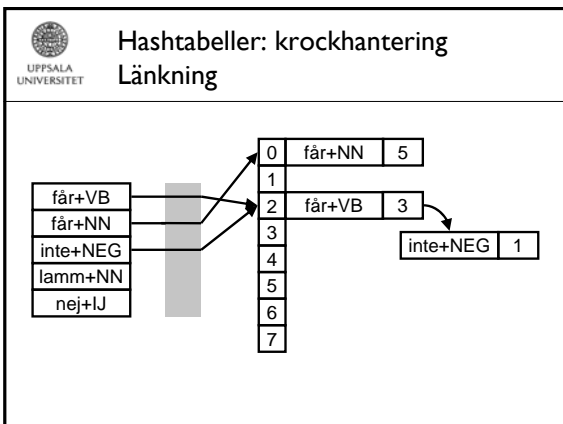 UPPSALA
UNIVERSITET
Hashtabeller: krockhantering
Länkning
får+VB
får+NN
inte+NEG
lamm+NN
nej+IJ
0 får+NN 5
1
2 får+VB 3
3
4
5
6
7
inte+NEG 1